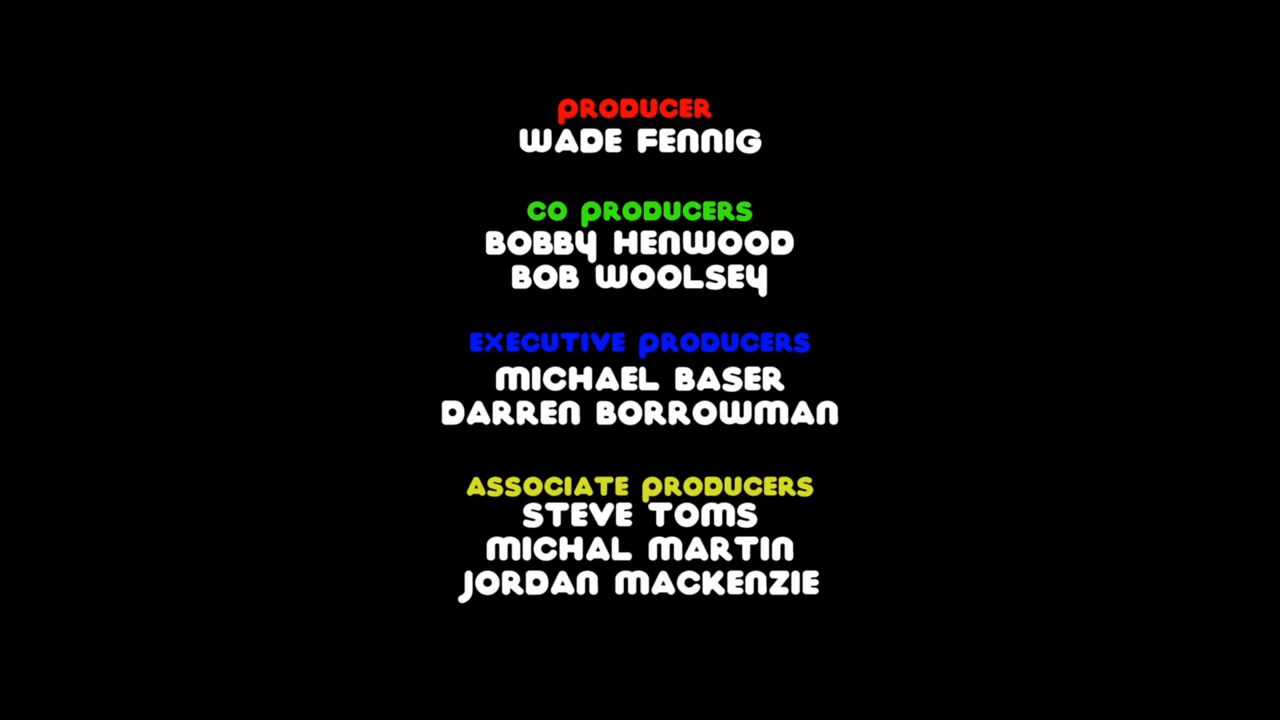 PRODUCER
WADE FENNIG
CO PRODUCERS
BOBBY HENWOOD
BOB WOOLSEY
EXECUTIVE PRODUCERS
MICHAEL BASER
DARREN BORROWMAN
ASSOCIATE PRODUCERS
STEVE TOMS
MICHAL MARTIN
JORDAN MACKENZIE